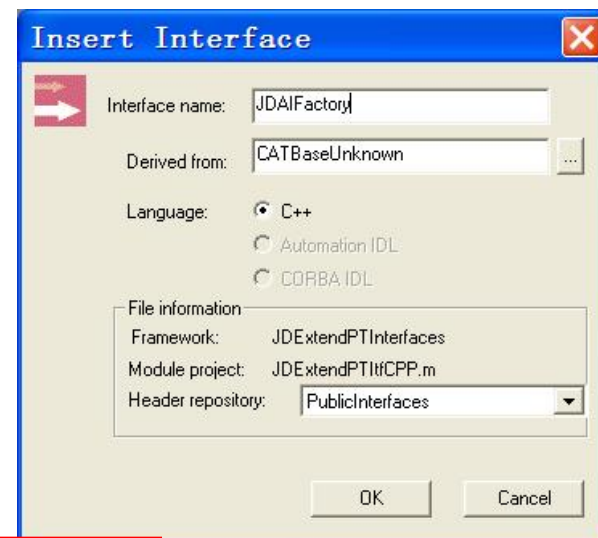 Insert Interface
Interface name: JDAIFactory
Derived from: CATBaseUnknown ...
Language: C++
Automation IDL
CORBA IDL
File information
Framework: JDExtendPTInterfaces
Module project: JDExtendPTItfCPP.m
Header repository: PublicInterfaces
OK Cancel